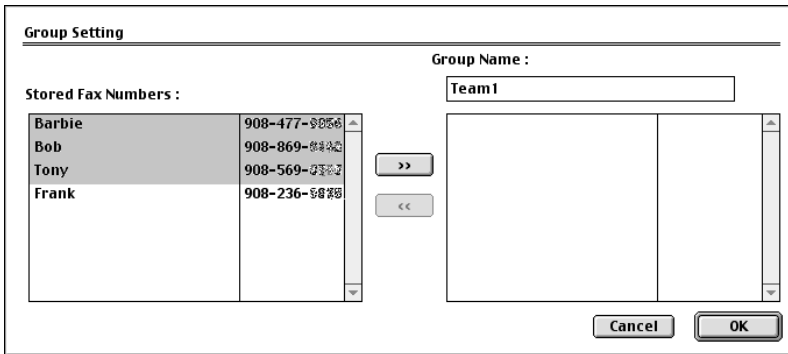 Group Setting
Group Name :
Team1
Stored Fax Numbers :
Barbie 908-477-
Bob 908-869-
Tony 908-569-
Frank 908-236-
>>
<<
Cancel OK